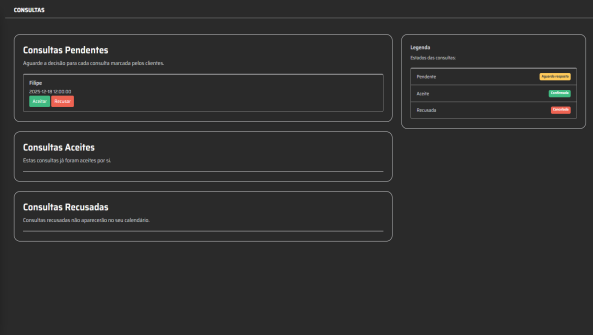 CONSULTAS
Consultas Pendentes
Aguarde a decisão para cada consulta marcada pelos clientes.
Filipe
2025-12-18 12:00:00
Aceitar Recusar
Consultas Aceites
Estas consultas já foram aceites por si.
Consultas Recusadas
Consultas recusadas não aparecerão no seu calendário.
Legenda
Estados das consultas:
Pendente Aguarda resposta
Aceite Confirmada
Recusada Cancelada